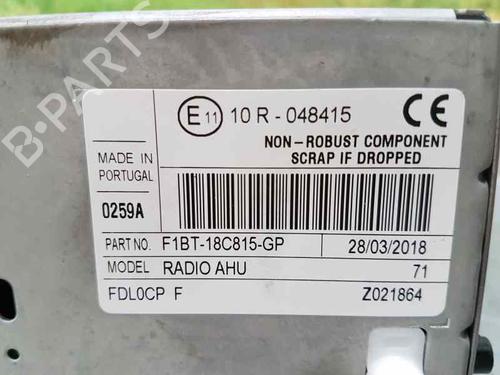 E11 10 R - 048415 CE
NON - ROBUST COMPONENT
SCRAP IF DROPPED
MADE IN
PORTUGAL
0259A
PART NO. F1BT-18C815-GP 28/03/2018
MODEL RADIO AHU 71
FDL0CP F Z021864
B-PARTS